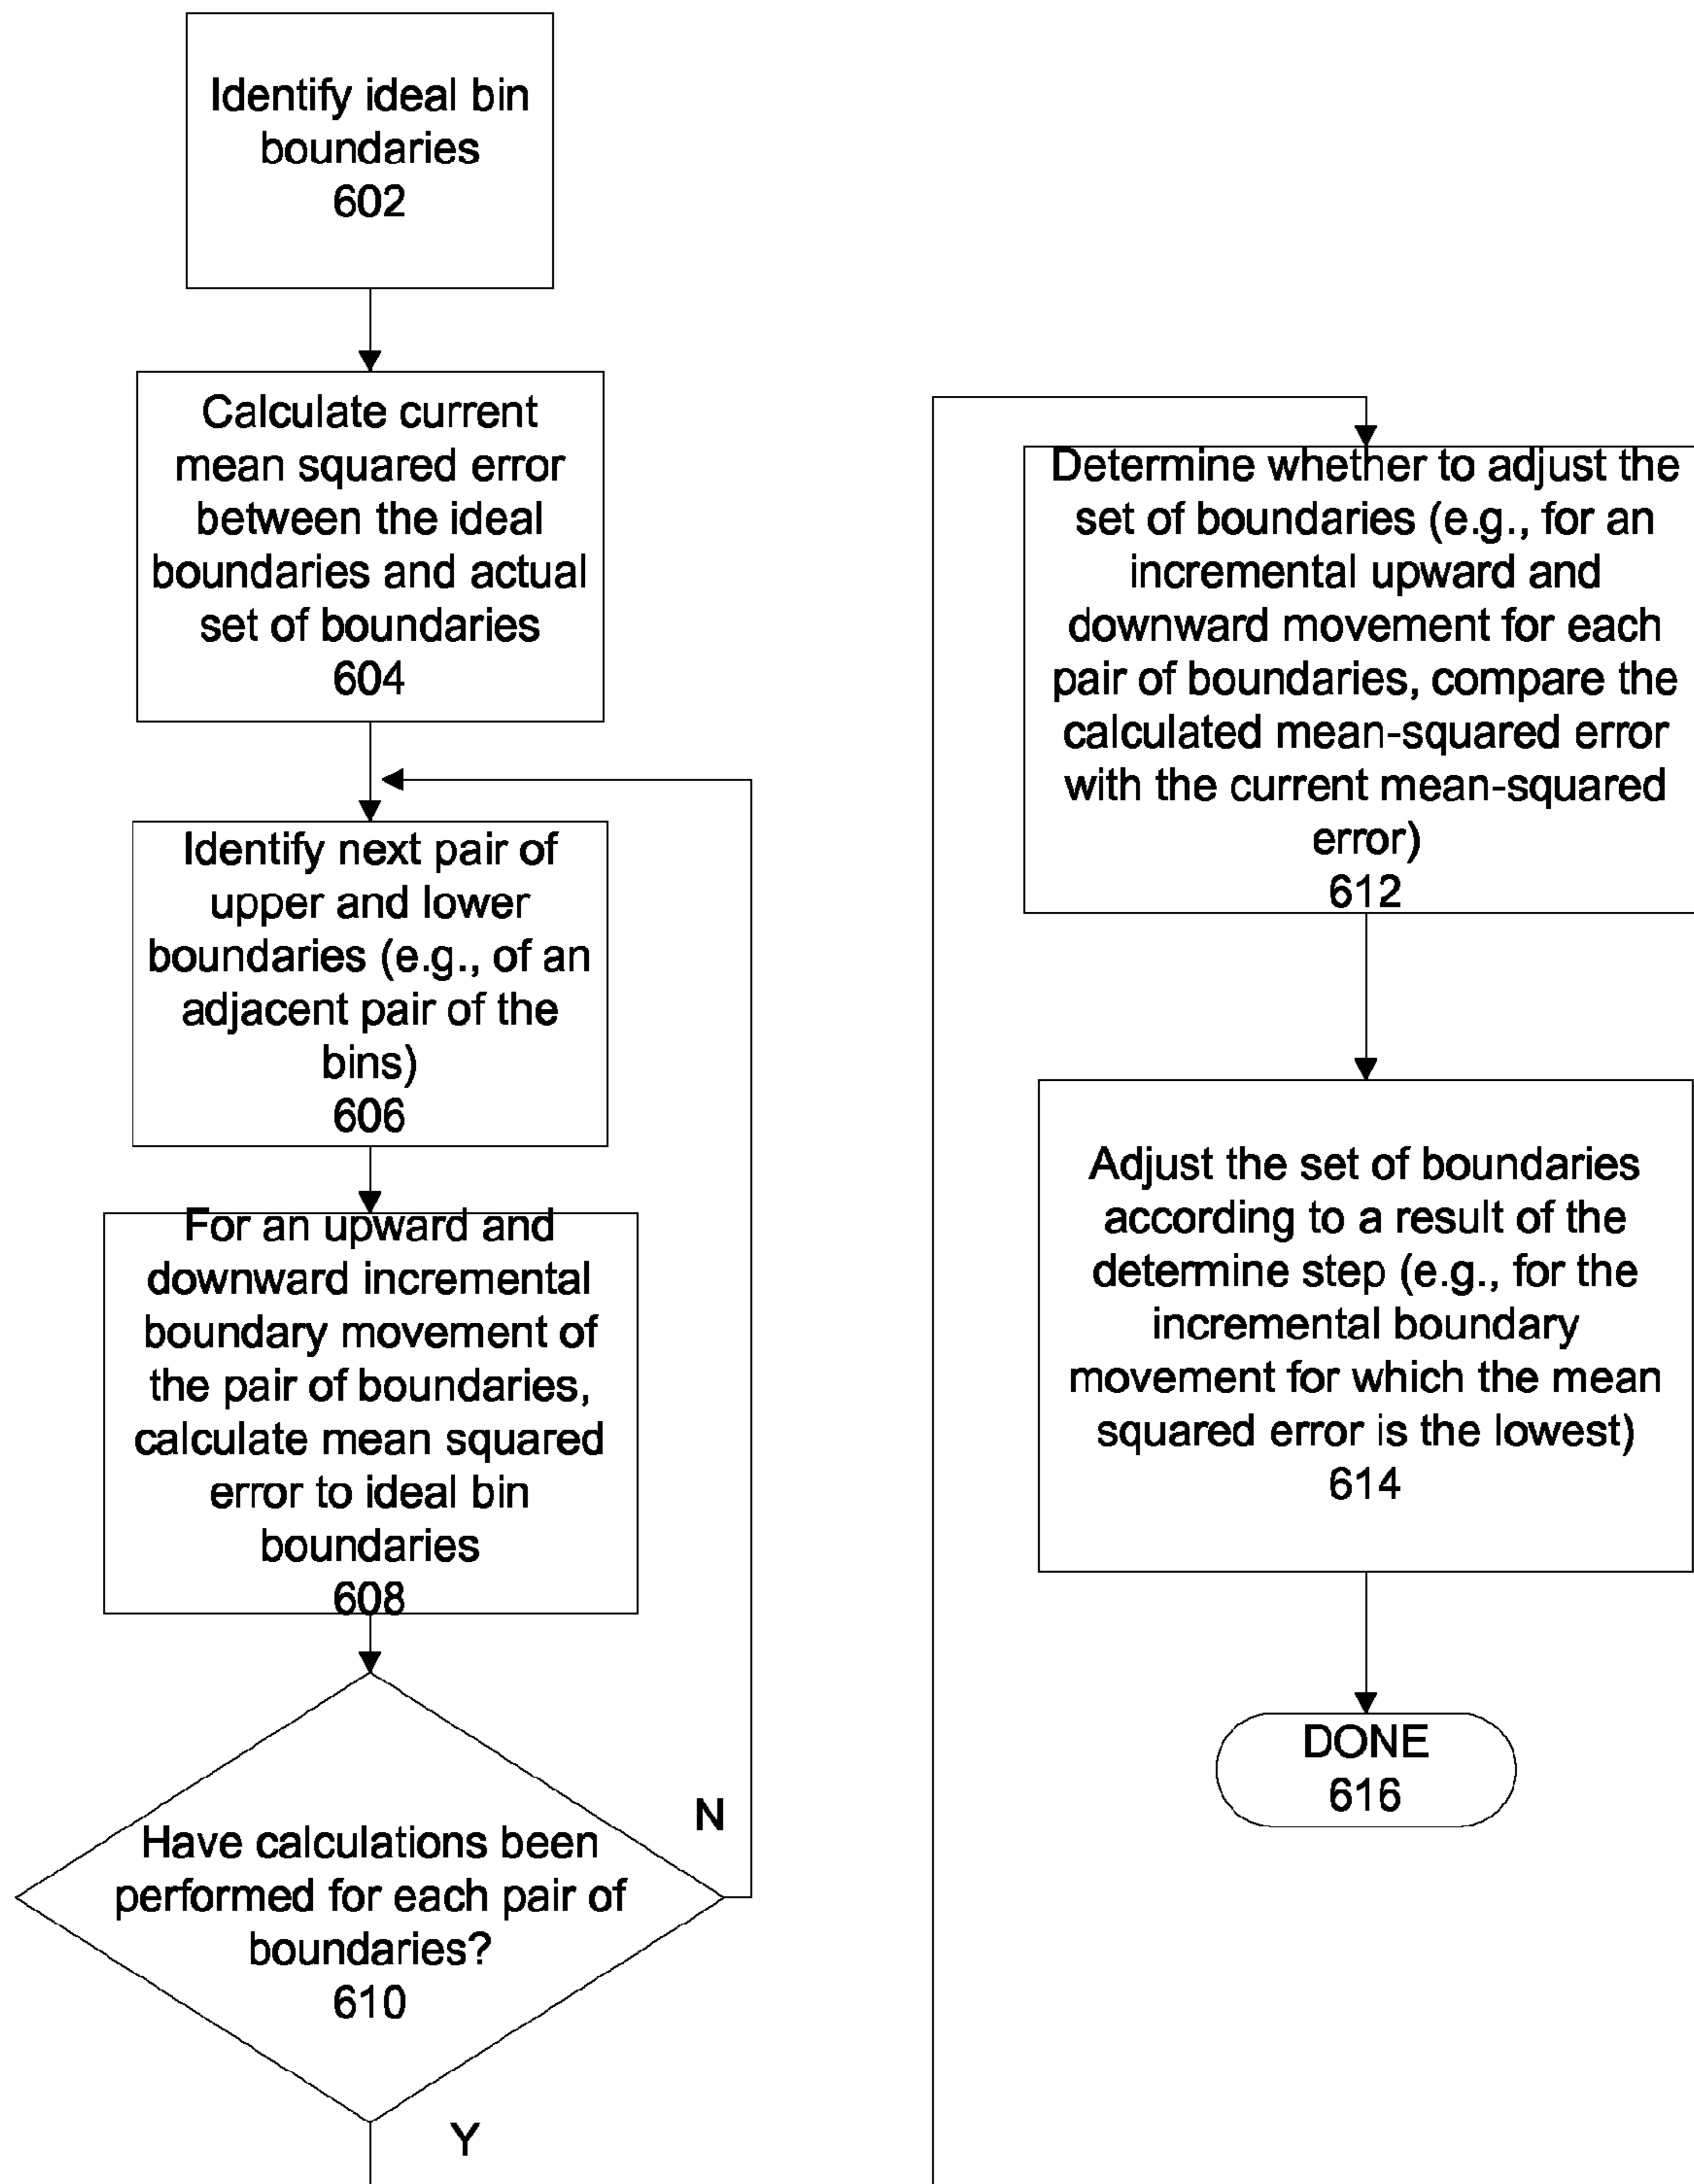 Identify ideal bin
boundaries
602
Calculate current
mean squared error
between the ideal
boundaries and actual
set of boundaries
604
Identify next pair of
upper and lower
boundaries (e.g., of an
adjacent pair of the
bins)
606
For an upward and
downward incremental
boundary movement of
the pair of boundaries,
calculate mean squared
error to ideal bin
boundaries
608
Have calculations been
performed for each pair of
boundaries?
610
N
Y
Determine whether to adjust the
set of boundaries (e.g., for an
incremental upward and
downward movement for each
pair of boundaries, compare the
calculated mean-squared error
with the current mean-squared
error)
612
Adjust the set of boundaries
according to a result of the
determine step (e.g., for the
incremental boundary
movement for which the mean
squared error is the lowest)
614
DONE
616